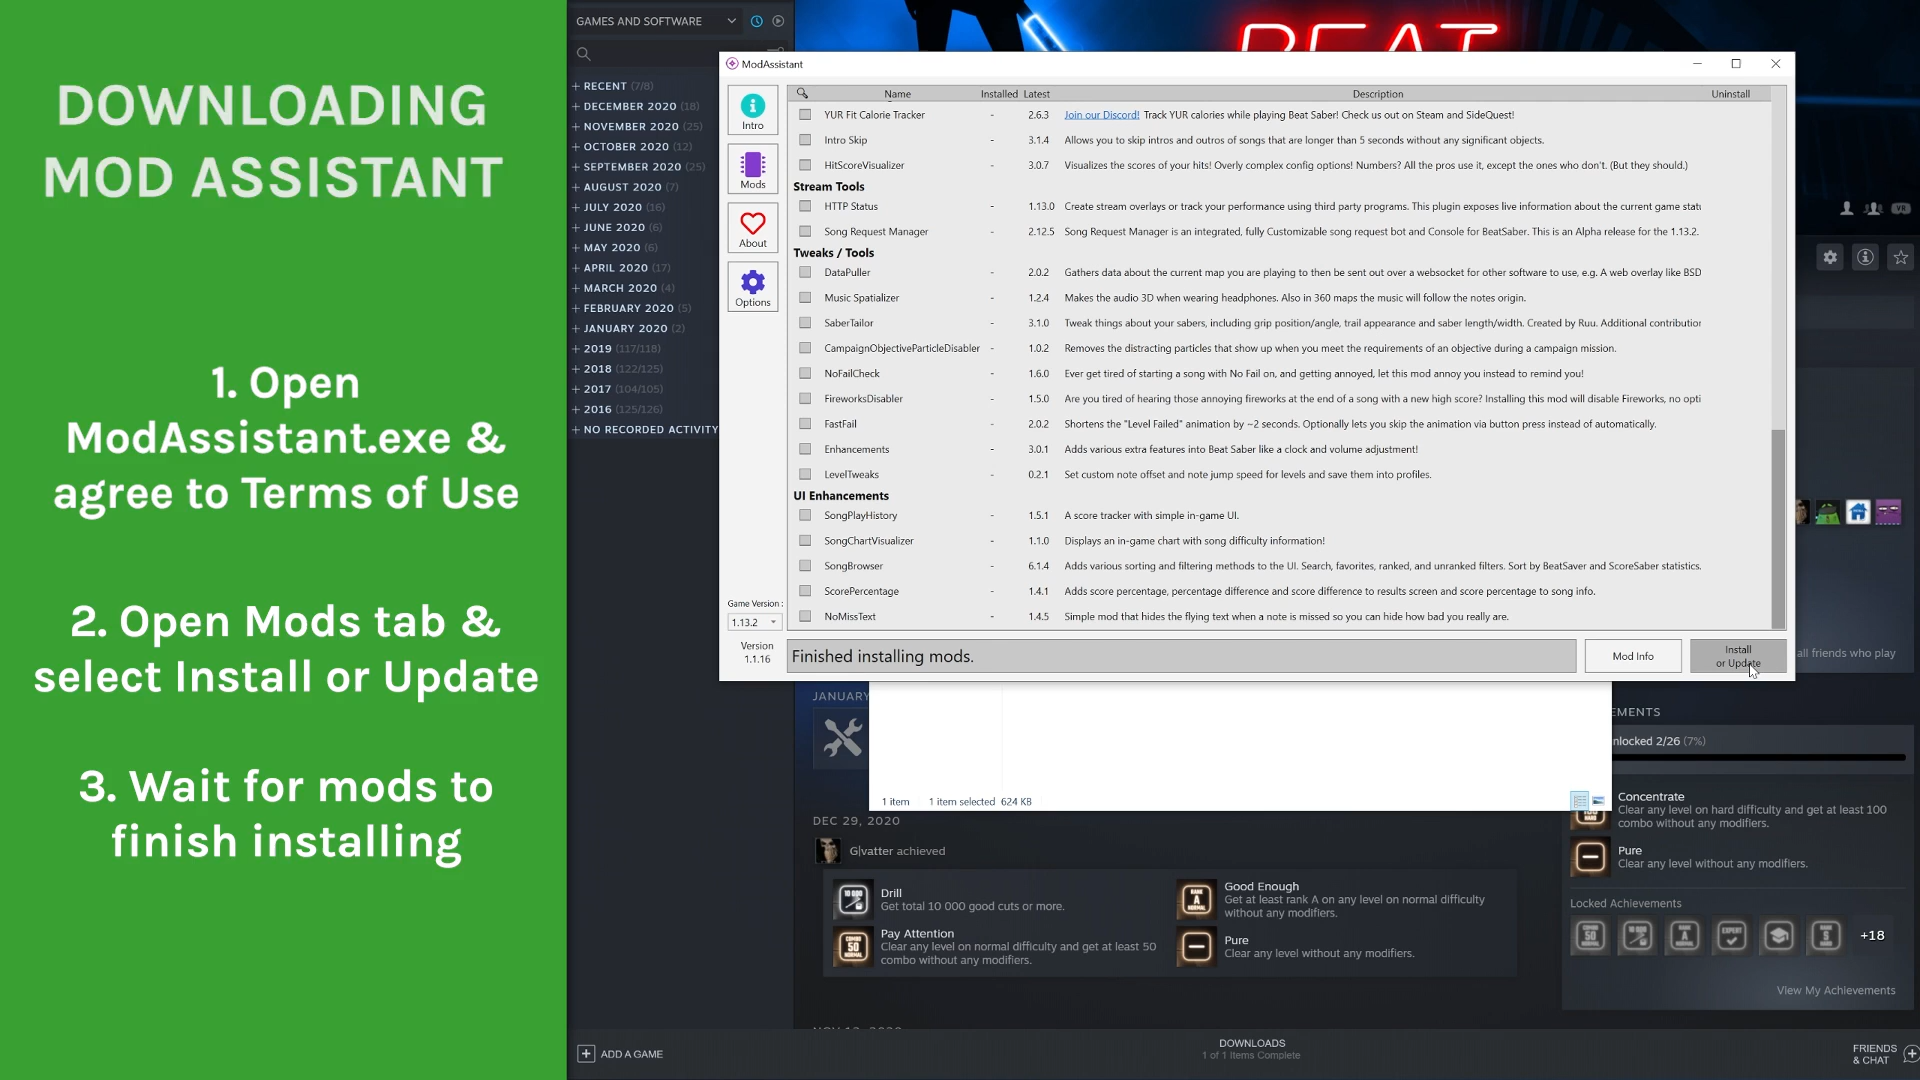 DOWNLOADING
MOD ASSISTANT
1. Open
ModAssistant.exe &
agree to Terms of Use
2. Open Mods tab &
select Install or Update
3. Wait for mods to
finish installing
GAMES AND SOFTWARE
+ RECENT (7/8)
+ DECEMBER 2020 (18)
+ NOVEMBER 2020 (25)
+ OCTOBER 2020 (12)
+ SEPTEMBER 2020 (25)
+ AUGUST 2020 (7)
+ JULY 2020 (16)
+ JUNE 2020 (6)
+ MAY 2020 (6)
+ APRIL 2020 (17)
+ MARCH 2020 (4)
+ FEBRUARY 2020 (5)
+ JANUARY 2020 (2)
+ 2019 (117/118)
+ 2018 (122/125)
+ 2017 (104/105)
+ 2016 (125/126)
+ NO RECORDED ACTIVITY
BEAT
VR
ModAssistant
Intro
Mods
About
Options
Game Version :
1.13.2
Version
1.1.16
Name Installed Latest Description Uninstall
YUR Fit Calorie Tracker - 2.6.3 Join our Discord! Track YUR calories while playing Beat Saber! Check us out on Steam and SideQuest!
Intro Skip - 3.1.4 Allows you to skip intros and outros of songs that are longer than 5 seconds without any significant objects.
HitScoreVisualizer - 3.0.7 Visualizes the scores of your hits! Overly complex config options! Numbers? All the pros use it, except the ones who don't. (But they should.)
Stream Tools
HTTP Status - 1.13.0 Create stream overlays or track your performance using third party programs. This plugin exposes live information about the current game statu
Song Request Manager - 2.12.5 Song Request Manager is an integrated, fully Customizable song request bot and Console for BeatSaber. This is an Alpha release for the 1.13.2.
Tweaks / Tools
DataPuller - 2.0.2 Gathers data about the current map you are playing to then be sent out over a websocket for other software to use, e.g. A web overlay like BSD
Music Spatializer - 1.2.4 Makes the audio 3D when wearing headphones. Also in 360 maps the music will follow the notes origin.
SaberTailor - 3.1.0 Tweak things about your sabers, including grip position/angle, trail appearance and saber length/width. Created by Ruu. Additional contribution
CampaignObjectiveParticleDisabler - 1.0.2 Removes the distracting particles that show up when you meet the requirements of an objective during a campaign mission.
NoFailCheck - 1.6.0 Ever get tired of starting a song with No Fail on, and getting annoyed, let this mod annoy you instead to remind you!
FireworksDisabler - 1.5.0 Are you tired of hearing those annoying fireworks at the end of a song with a new high score? Installing this mod will disable Fireworks, no opti
FastFail - 2.0.2 Shortens the "Level Failed" animation by ~2 seconds. Optionally lets you skip the animation via button press instead of automatically.
Enhancements - 3.0.1 Adds various extra features into Beat Saber like a clock and volume adjustment!
LevelTweaks - 0.2.1 Set custom note offset and note jump speed for levels and save them into profiles.
UI Enhancements
SongPlayHistory - 1.5.1 A score tracker with simple in-game UI.
SongChartVisualizer - 1.1.0 Displays an in-game chart with song difficulty information!
SongBrowser - 6.1.4 Adds various sorting and filtering methods to the UI. Search, favorites, ranked, and unranked filters. Sort by BeatSaver and ScoreSaber statistics.
ScorePercentage - 1.4.1 Adds score percentage, percentage difference and score difference to results screen and score percentage to song info.
NoMissText - 1.4.5 Simple mod that hides the flying text when a note is missed so you can hide how bad you really are.
Finished installing mods.
Mod Info
Install
or Update
all friends who play
JANUARY
1 item 1 item selected 624 KB
DEC 29, 2020
G|vatter achieved
Drill
Get total 10 000 good cuts or more.
Pay Attention
Clear any level on normal difficulty and get at least 50
combo without any modifiers.
Good Enough
Get at least rank A on any level on normal difficulty
without any modifiers.
Pure
Clear any level without any modifiers.
EMENTS
nlocked 2/26 (7%)
Concentrate
Clear any level on hard difficulty and get at least 100
combo without any modifiers.
Pure
Clear any level without any modifiers.
Locked Achievements
+18
View My Achievements
ADD A GAME
DOWNLOADS
1 of 1 Items Complete
FRIENDS
& CHAT